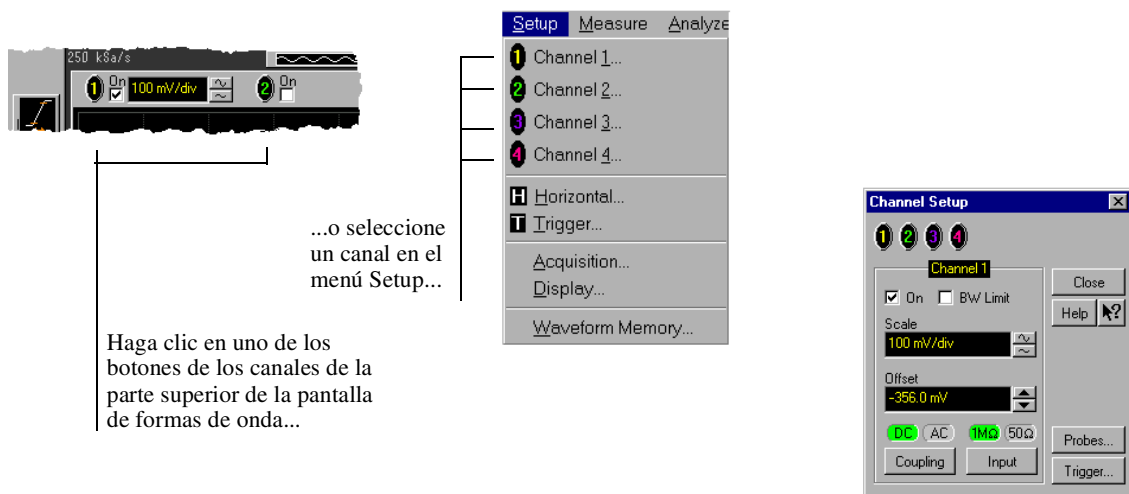 250 kSa/s
1 On 100 mV/div 2 On
Haga clic en uno de los
botones de los canales de la
parte superior de la pantalla
de formas de onda...
...o seleccione
un canal en el
menú Setup...
Setup Measure Analyze
1 Channel 1...
2 Channel 2...
3 Channel 3...
4 Channel 4...
H Horizontal...
T Trigger...
Acquisition...
Display...
Waveform Memory...
Channel Setup
1 2 3 4
Channel 1
On BW Limit
Scale
100 mV/div
Offset
-356.0 mV
DC AC 1MΩ 50Ω
Coupling Input
Close
Help ?
Probes...
Trigger...